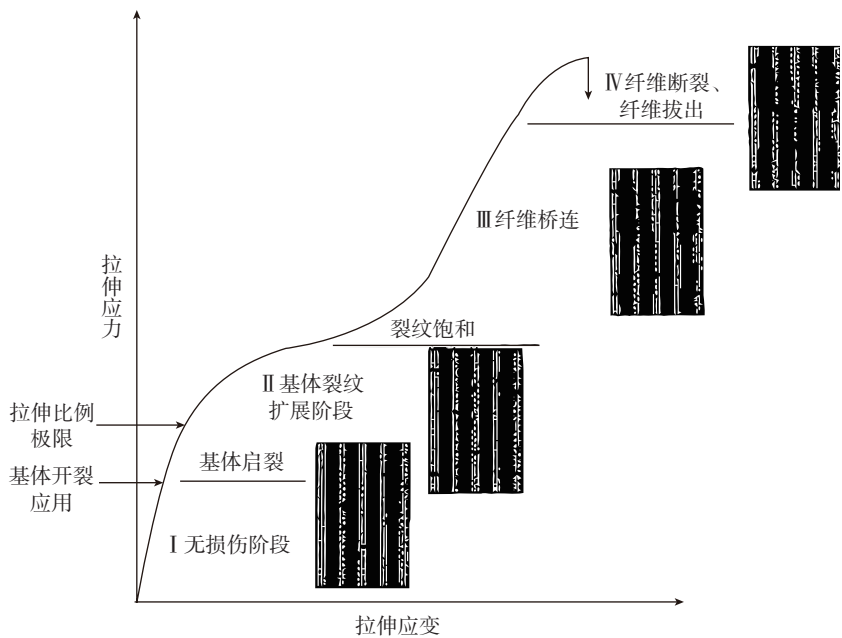 Ⅳ纤维断裂、
纤维拔出
Ⅲ纤维桥连
拉伸应力
裂纹饱和
Ⅱ基体裂纹
扩展阶段
拉伸比例
极限
基体启裂
基体开裂
应用
Ⅰ无损伤阶段
拉伸应变